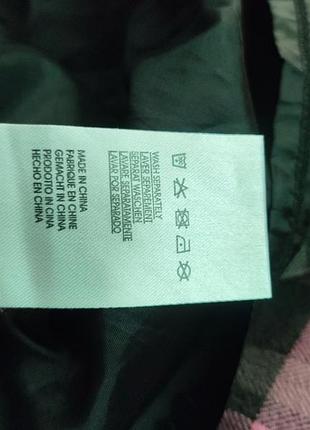 WASH SEPARATELY
LAVER SEPAREMENT
SEPARAT WASCHEN
LAVARE SEPARATAMENTE
LAVAR POR SEPARADO
MADE IN CHINA
FABRIQUE EN CHINE
GEMACHT IN CHINA
PRODOTTO IN CINA
HECHO EN CHINA